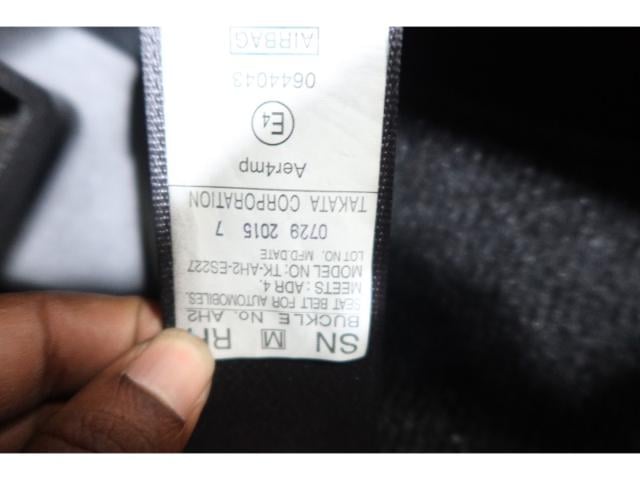 SN M RH
BUCKLE No. AH2
SEAT BELT FOR AUTOMOBILES.
MEETS : ADR 4.
MODEL NO: TK-AH2-ES227
LOT NO. MFD.DATE
0729 2015 7
TAKATA CORPORATION
Aer4mp
E4
0644043
AIRBAG